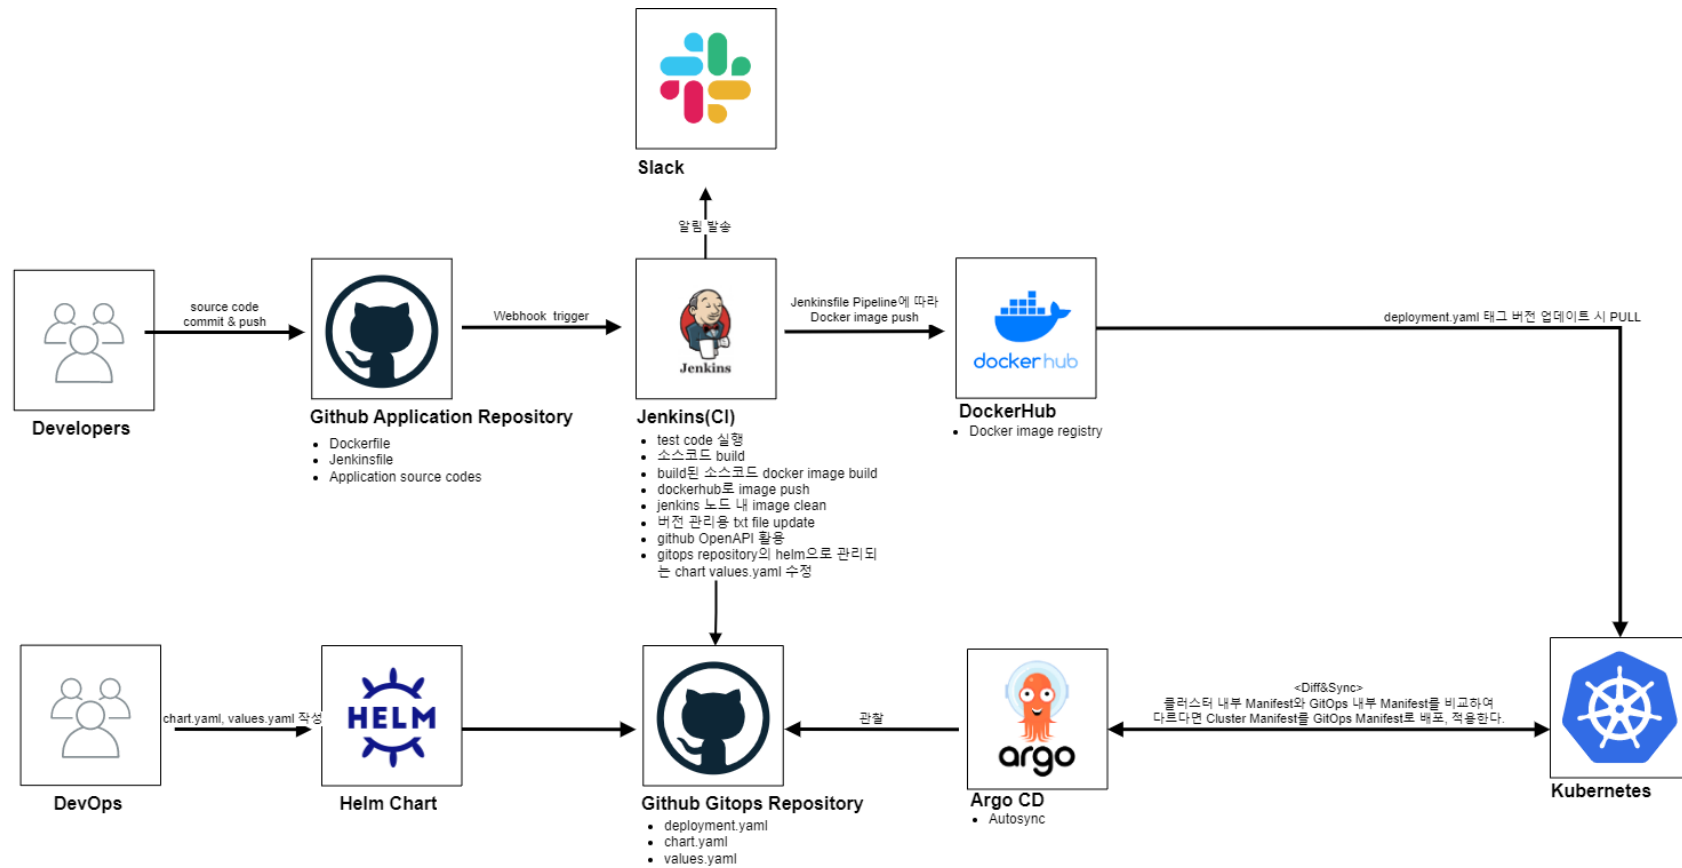 Slack
알림 발송
source code
commit & push
Webhook trigger
Jenkins
Jenkinsfile Pipeline에 따라
Docker image push
dockerhub
deployment.yaml 태그 버전 업데이트 시 PULL
Developers
Github Application Repository
• Dockerfile
• Jenkinsfile
• Application source codes
Jenkins(CI)
• test code 실행
• 소스코드 build
• build된 소스코드 docker image build
• dockerhub로 image push
• jenkins 노드 내 image clean
• 버전 관리용 txt file update
• github OpenAPI 활용
• gitops repository의 helm으로 관리되
는 chart values.yaml 수정
DockerHub
• Docker image registry
chart.yaml, values.yaml 작성
HELM
관찰
argo
<Diff&Sync>
클러스터 내부 Manifest와 GitOps 내부 Manifest를 비교하여
다르다면 Cluster Manifest를 GitOps Manifest로 배포, 적용한다.
DevOps
Helm Chart
Github Gitops Repository
• deployment.yaml
• chart.yaml
• values.yaml
Argo CD
• Autosync
Kubernetes